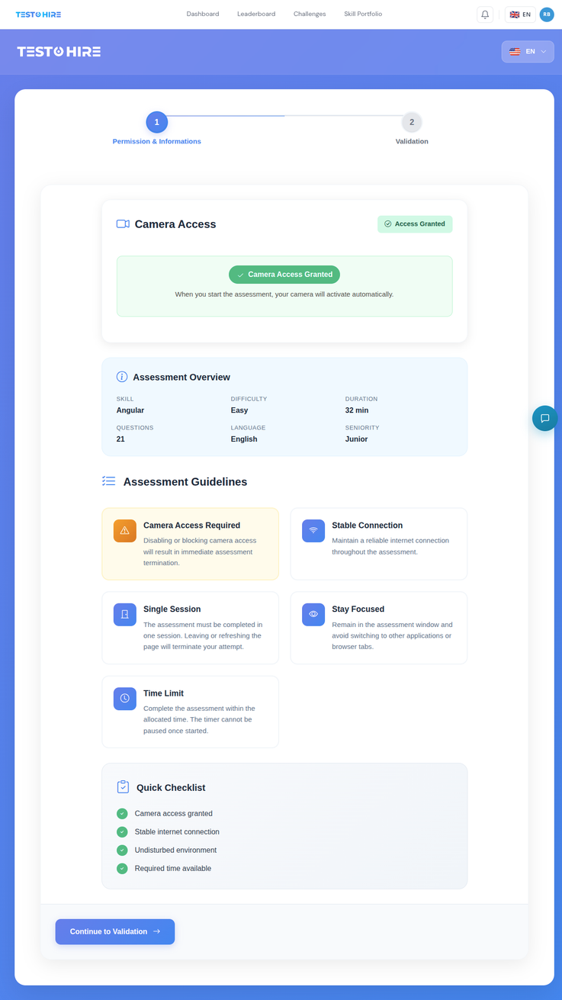 TESTHIRE
Dashboard
Leaderboard
Challenges
Skill Portfolio
EN
RB
TESTHIRE
EN
1
2
Permission & Informations
Validation
Camera Access
Access Granted
Camera Access Granted
When you start the assessment, your camera will activate automatically.
Assessment Overview
SKILL
Angular
DIFFICULTY
Easy
DURATION
32 min
QUESTIONS
21
LANGUAGE
English
SENIORITY
Junior
Assessment Guidelines
Camera Access Required
Disabling or blocking camera access
will result in immediate assessment
termination.
Stable Connection
Maintain a reliable internet connection
throughout the assessment.
Single Session
The assessment must be completed in
one session. Leaving or refreshing the
page will terminate your attempt.
Stay Focused
Remain in the assessment window and
avoid switching to other applications or
browser tabs.
Time Limit
Complete the assessment within the
allocated time. The timer cannot be
paused once started.
Quick Checklist
Camera access granted
Stable internet connection
Undisturbed environment
Required time available
Continue to Validation